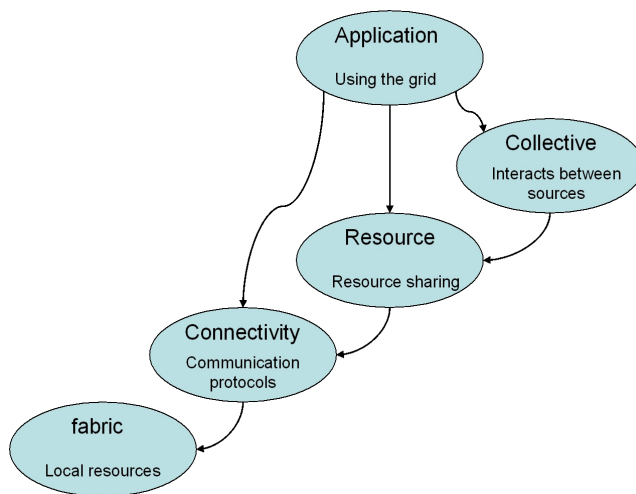 Application
Using the grid
Collective
Interacts between
sources
Resource
Resource sharing
Connectivity
Communication
protocols
fabric
Local resources